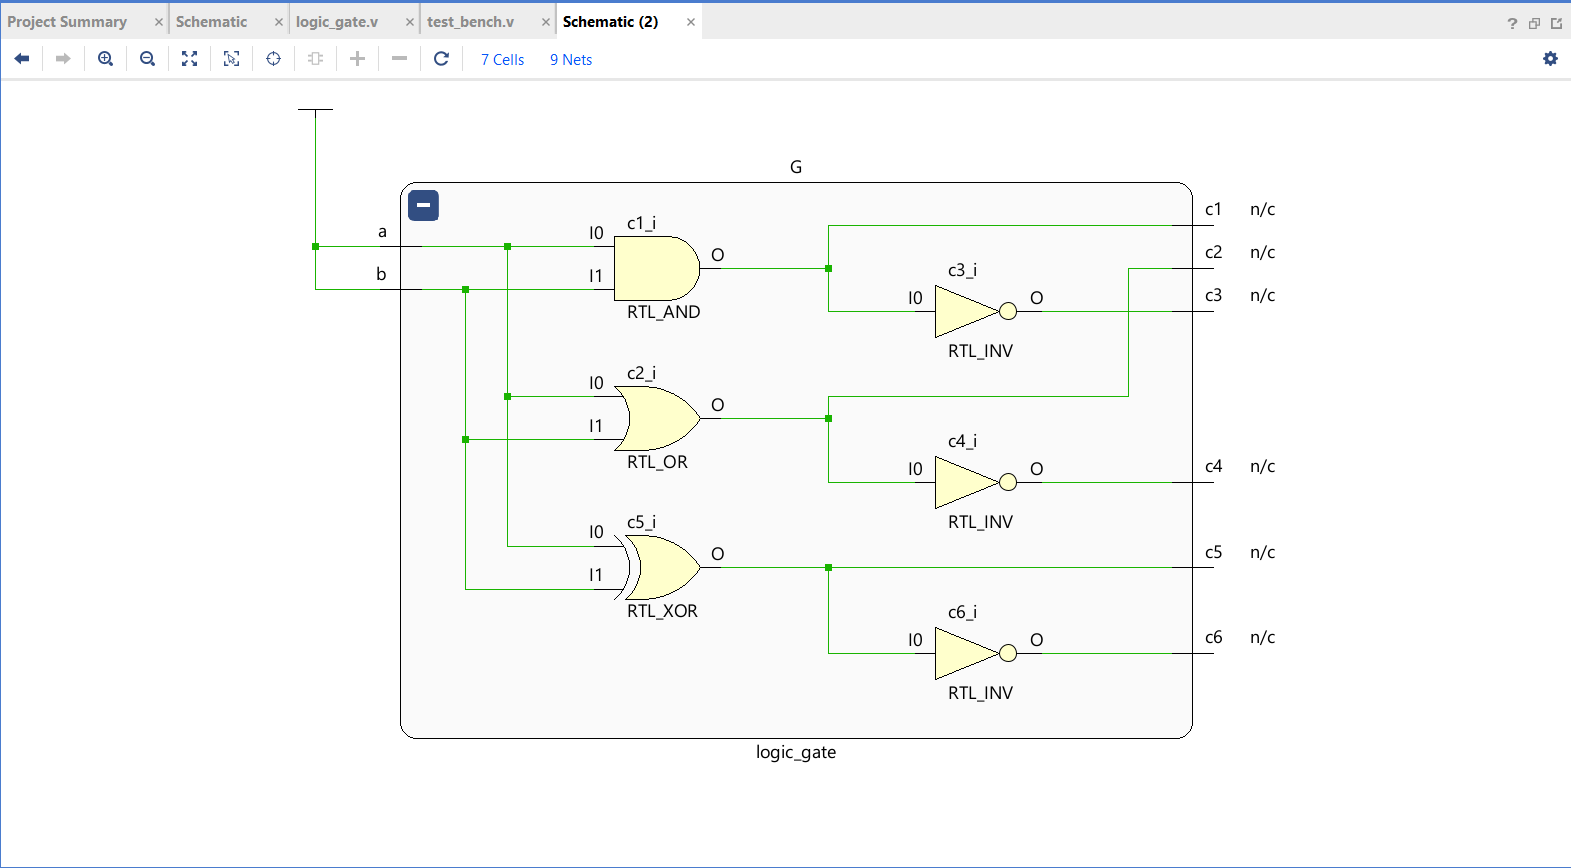 Project Summary × Schematic × logic_gate.v × test_bench.v × Schematic (2) × ?
7 Cells 9 Nets
G
c1 n/c
c1_i
a I0
O
c2 n/c
b I1
c3_i
c3 n/c
I0 O
RTL_AND
RTL_INV
c2_i
I0
O
I1
c4_i
RTL_OR
I0 O
c4 n/c
RTL_INV
c5_i
I0
O
c5 n/c
I1
RTL_XOR
c6_i
I0 O
c6 n/c
RTL_INV
logic_gate